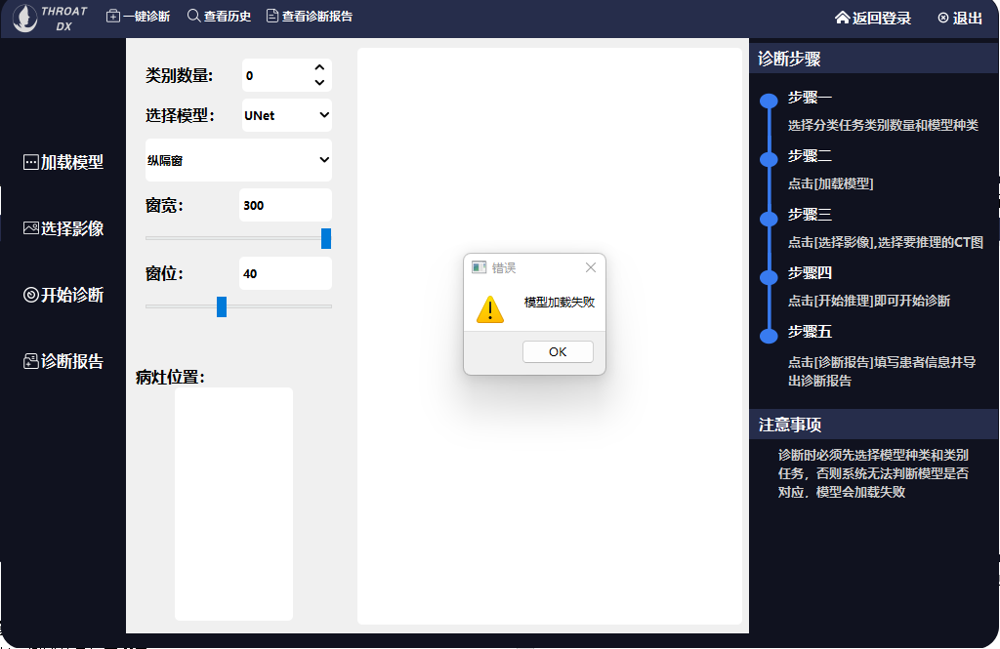 THROAT
DX
一键诊断
查看历史
查看诊断报告
返回登录
退出
加载模型
选择影像
开始诊断
诊断报告
类别数量:
0
选择模型:
UNet
纵隔窗
窗宽:
300
窗位:
40
病灶位置:
错误
模型加载失败
OK
诊断步骤
步骤一
选择分类任务类别数量和模型种类
步骤二
点击[加载模型]
步骤三
点击[选择影像],选择要推理的CT图
步骤四
点击[开始推理]即可开始诊断
步骤五
点击[诊断报告]填写患者信息并导
出诊断报告
注意事项
诊断时必须先选择模型种类和类别
任务，否则系统无法判断模型是否
对应，模型会加载失败